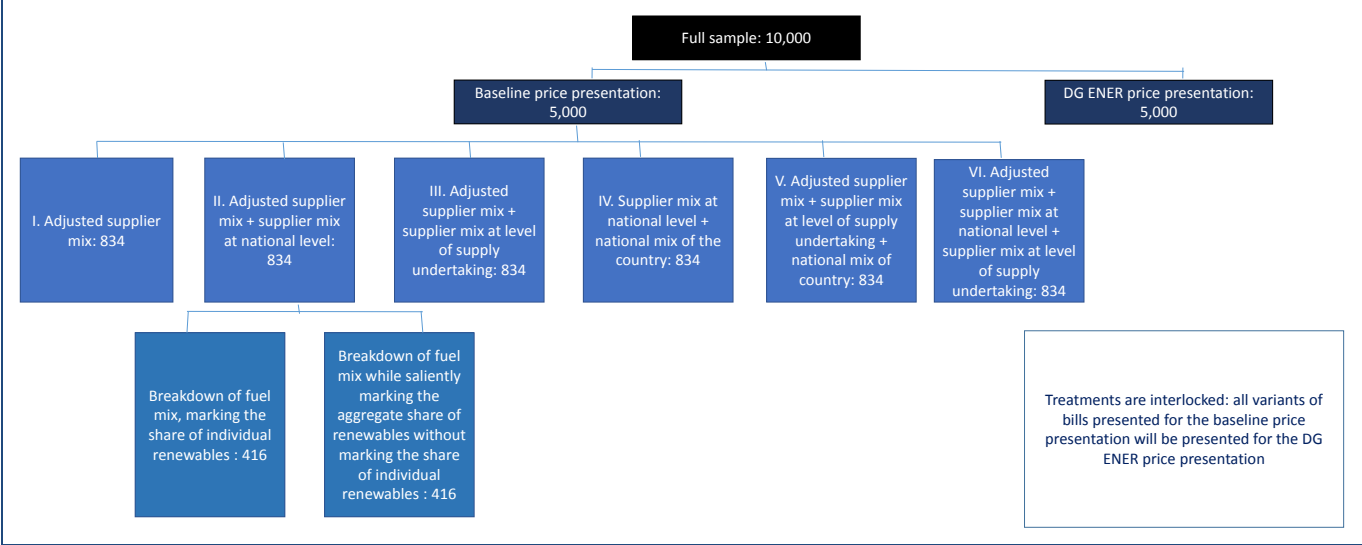 Full sample: 10,000
Baseline price presentation:
5,000
DG ENER price presentation:
5,000
I. Adjusted supplier
mix: 834
II. Adjusted supplier
mix + supplier mix
at national level:
834
III. Adjusted
supplier mix +
supplier mix at level
of supply
undertaking: 834
IV. Supplier mix at
national level +
national mix of the
country: 834
V. Adjusted supplier
mix + supplier mix
at level of supply
undertaking +
national mix of
country: 834
VI. Adjusted
supplier mix +
supplier mix at
national level +
supplier mix at level
of supply
undertaking: 834
Breakdown of fuel
mix, marking the
share of individual
renewables : 416
Breakdown of fuel
mix while saliently
marking the
aggregate share of
renewables without
marking the share
of individual
renewables : 416
Treatments are interlocked: all variants of
bills presented for the baseline price
presentation will be presented for the DG
ENER price presentation